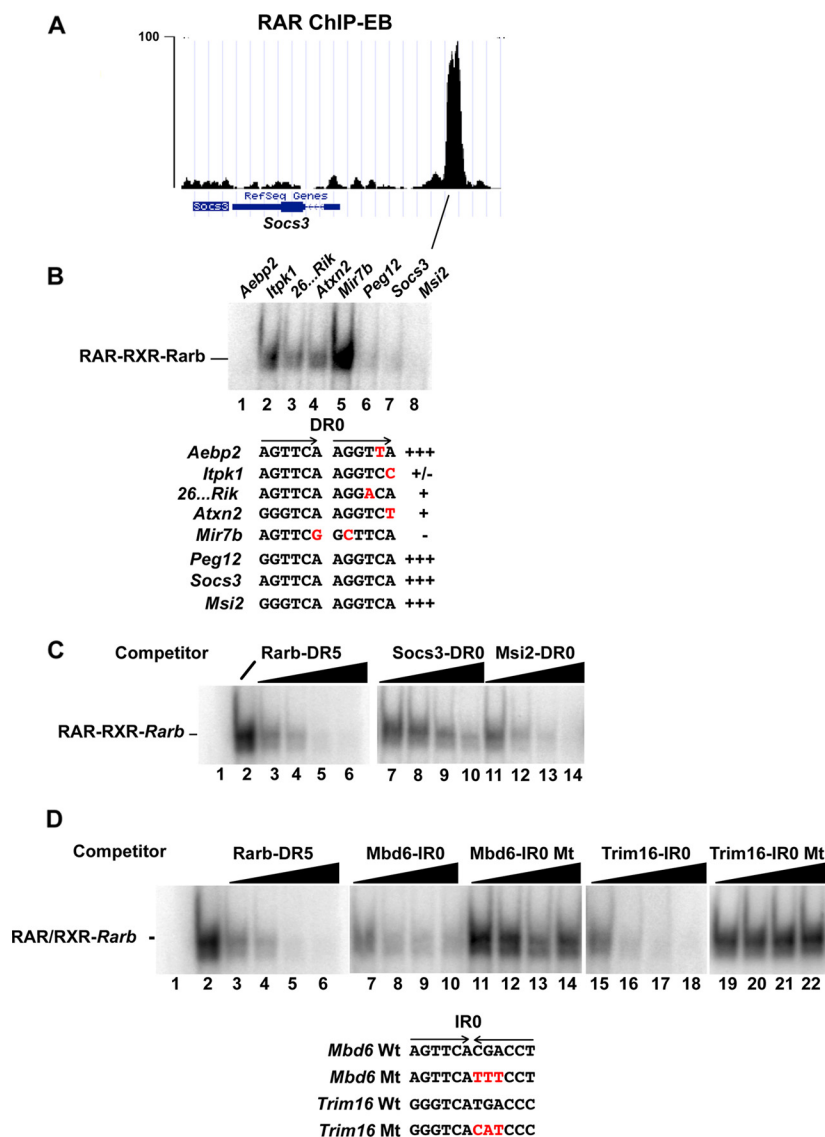 A
RAR ChIP-EB
100
RefSeq Genes
Socs3
Socs3
B
Aebp2 Itpk1 26...Rik Atxn2 Mir7b Peg12 Socs3 Msi2
RAR-RXR-Rarb
1 2 3 4 5 6 7 8
DR0
Aebp2 AGTTCA AGGTTA +++
Itpk1 AGTTCA AGGTCC +/-
26...Rik AGTTCA AGGACA +
Atxn2 GGGTCA AGGTCT +
Mir7b AGTTCG GCTTCA -
Peg12 GGTTCA AGGTCA +++
Socs3 AGTTCA AGGTCA +++
Msi2 GGGTCA AGGTCA +++
C
Competitor Rarb-DR5 Socs3-DR0 Msi2-DR0
RAR-RXR-Rarb
1 2 3 4 5 6 7 8 9 10 11 12 13 14
D
Competitor Rarb-DR5 Mbd6-IR0 Mbd6-IR0 Mt Trim16-IR0 Trim16-IR0 Mt
RAR/RXR-Rarb
1 2 3 4 5 6 7 8 9 10 11 12 13 14 15 16 17 18 19 20 21 22
IR0
Mbd6 Wt AGTTCACGACCT
Mbd6 Mt AGTTCATTTCCT
Trim16 Wt GGGTCATGACCC
Trim16 Mt GGGTCACATCCC